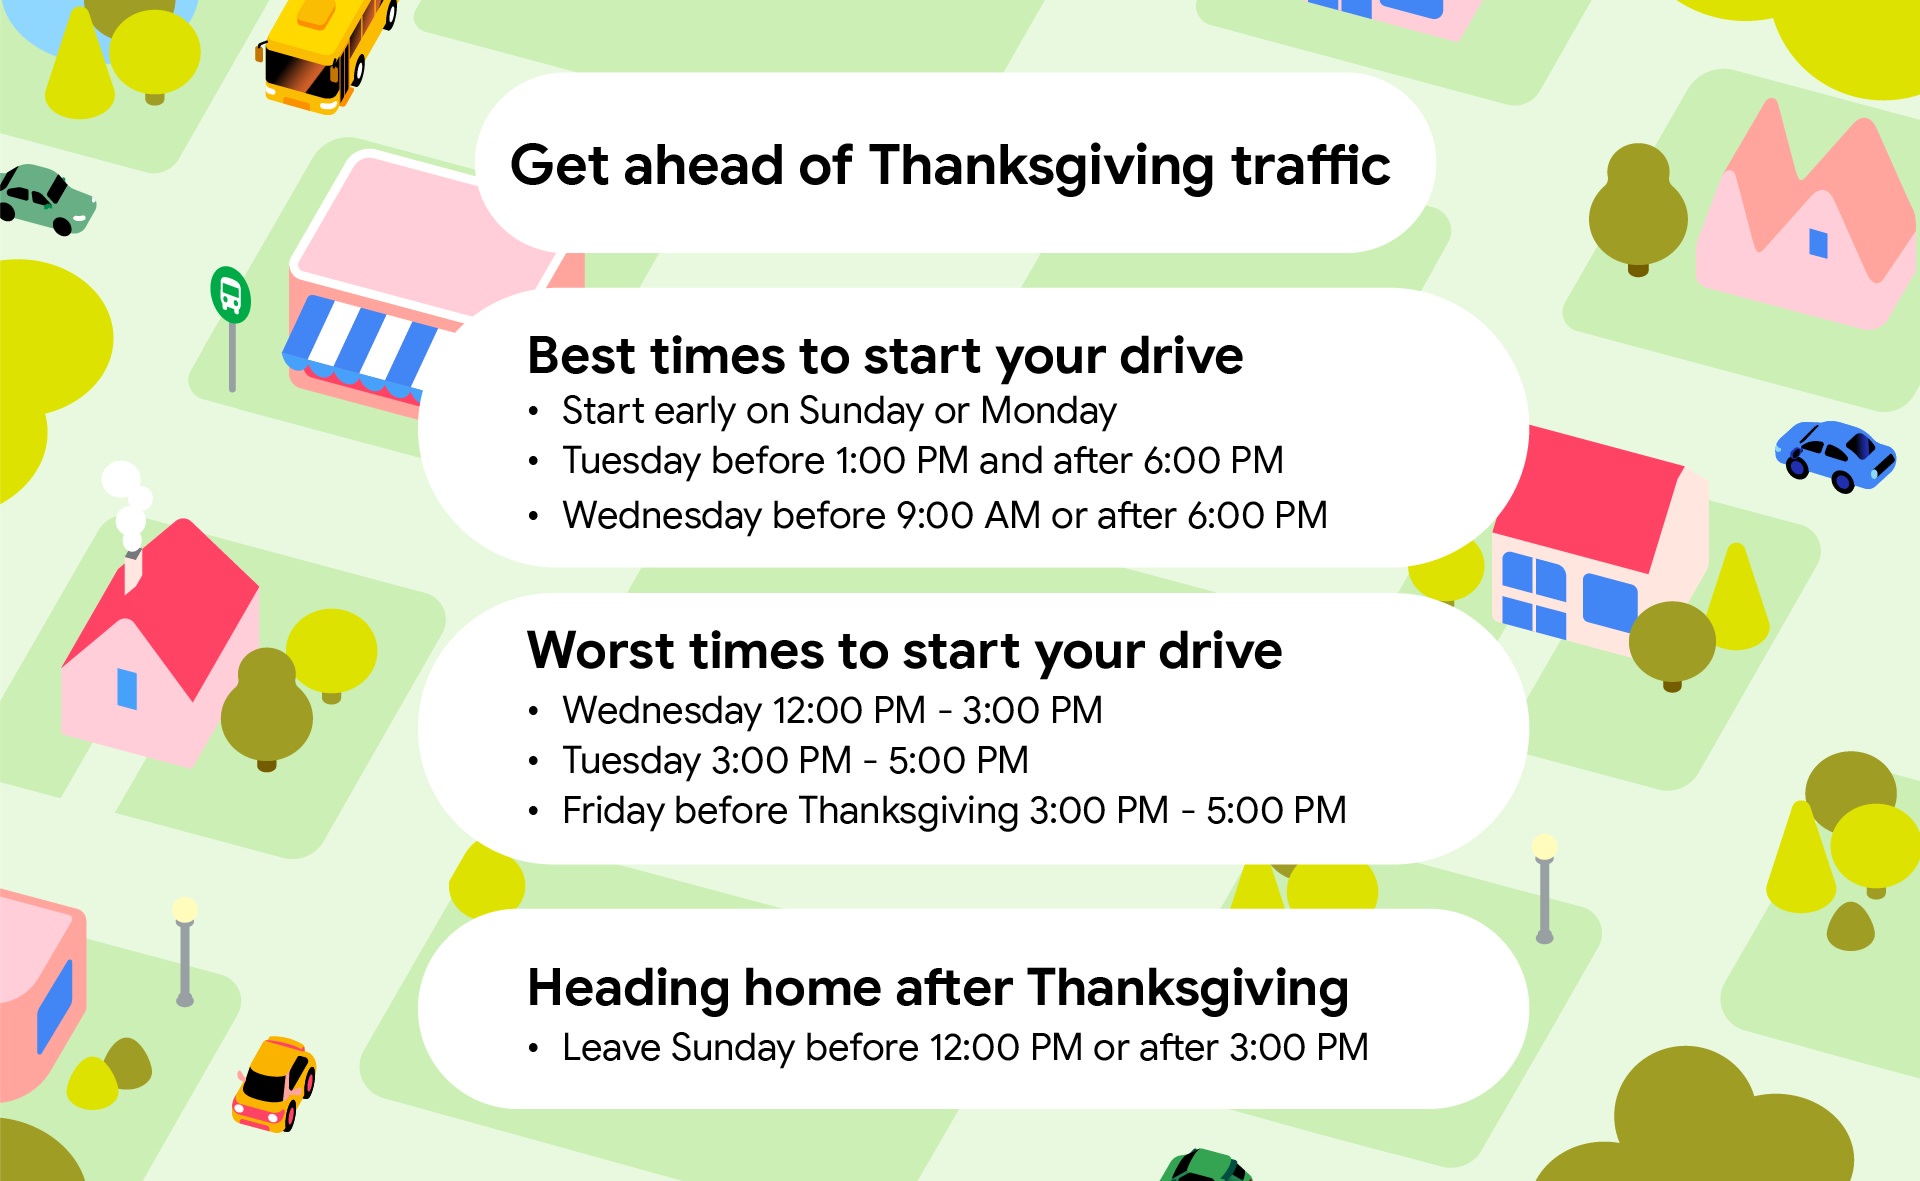 Get ahead of Thanksgiving traffic
Best times to start your drive
• Start early on Sunday or Monday
• Tuesday before 1:00 PM and after 6:00 PM
• Wednesday before 9:00 AM or after 6:00 PM
Worst times to start your drive
• Wednesday 12:00 PM - 3:00 PM
• Tuesday 3:00 PM - 5:00 PM
• Friday before Thanksgiving 3:00 PM - 5:00 PM
Heading home after Thanksgiving
• Leave Sunday before 12:00 PM or after 3:00 PM